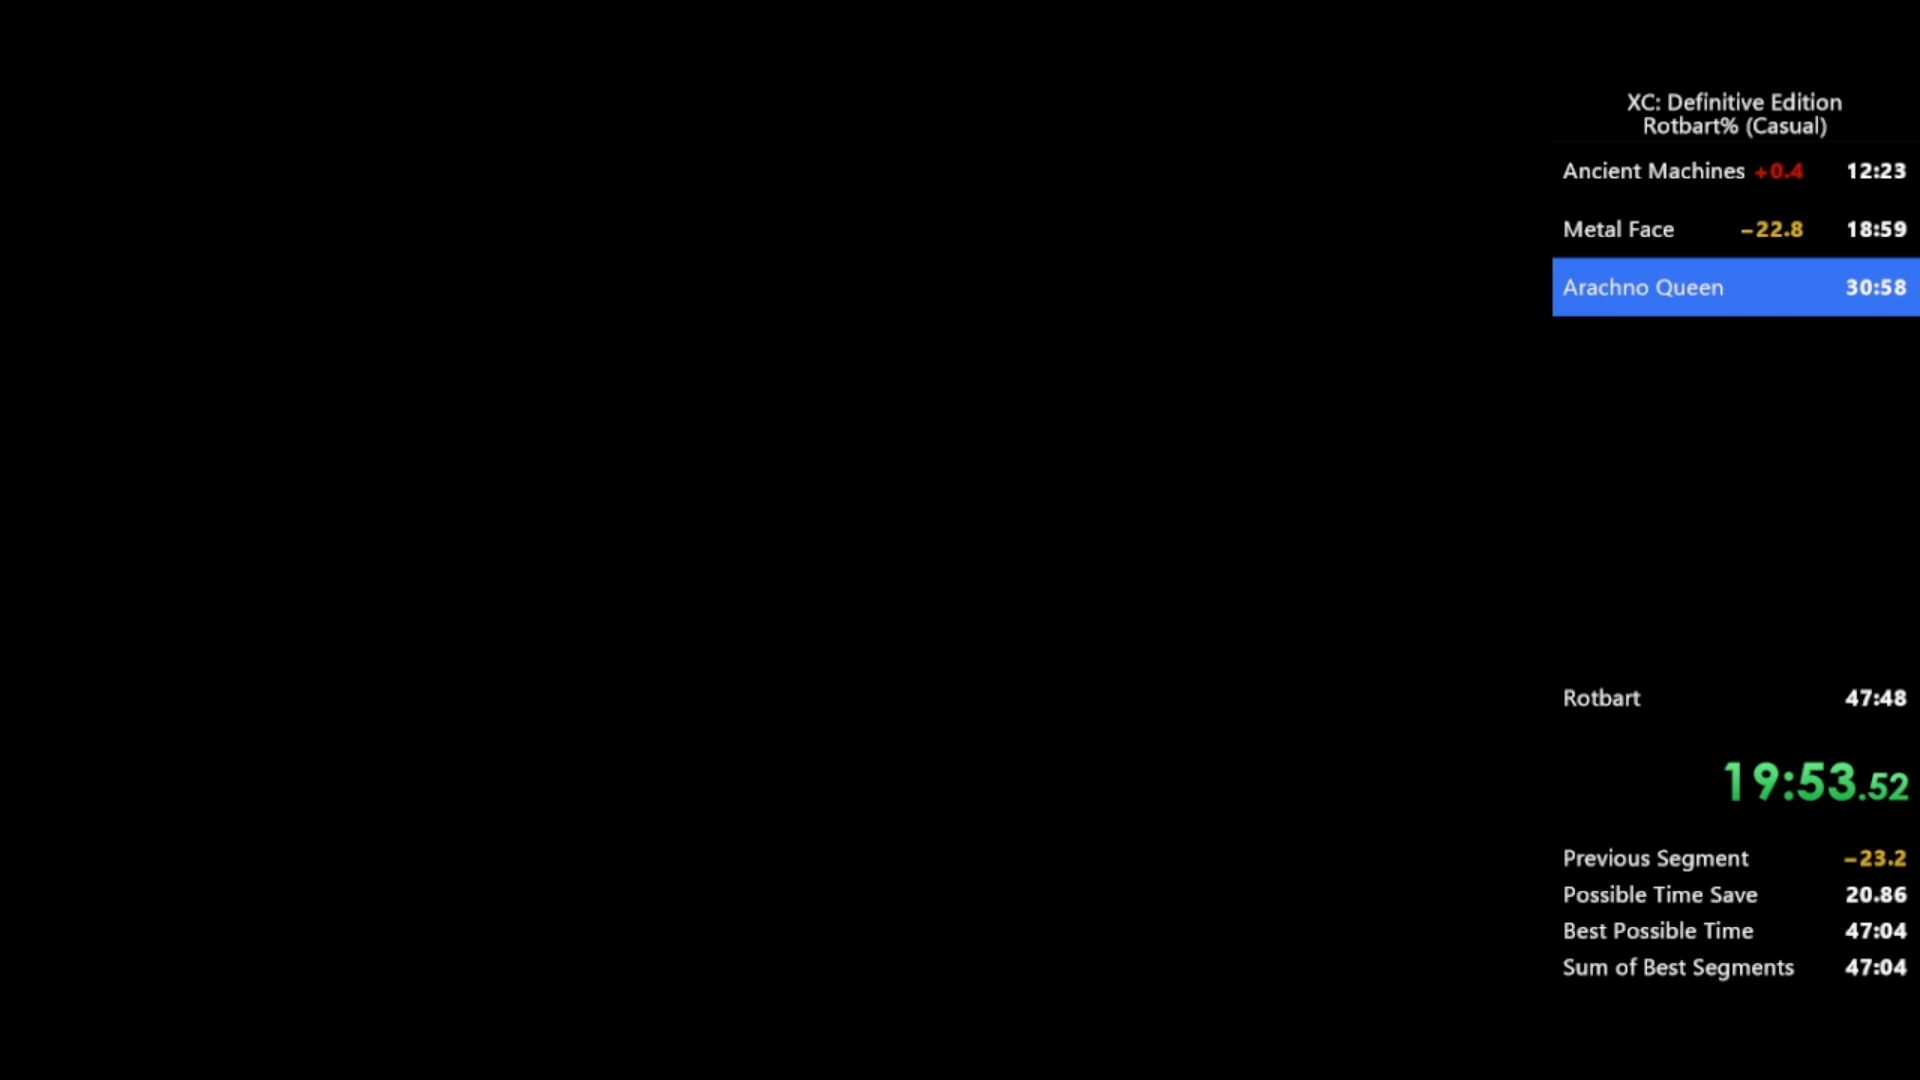 XC: Definitive Edition
Rotbart% (Casual)
Ancient Machines +0.4 12:23
Metal Face −22.8 18:59
Arachno Queen 30:58
Rotbart 47:48
19:53.52
Previous Segment −23.2
Possible Time Save 20.86
Best Possible Time 47:04
Sum of Best Segments 47:04